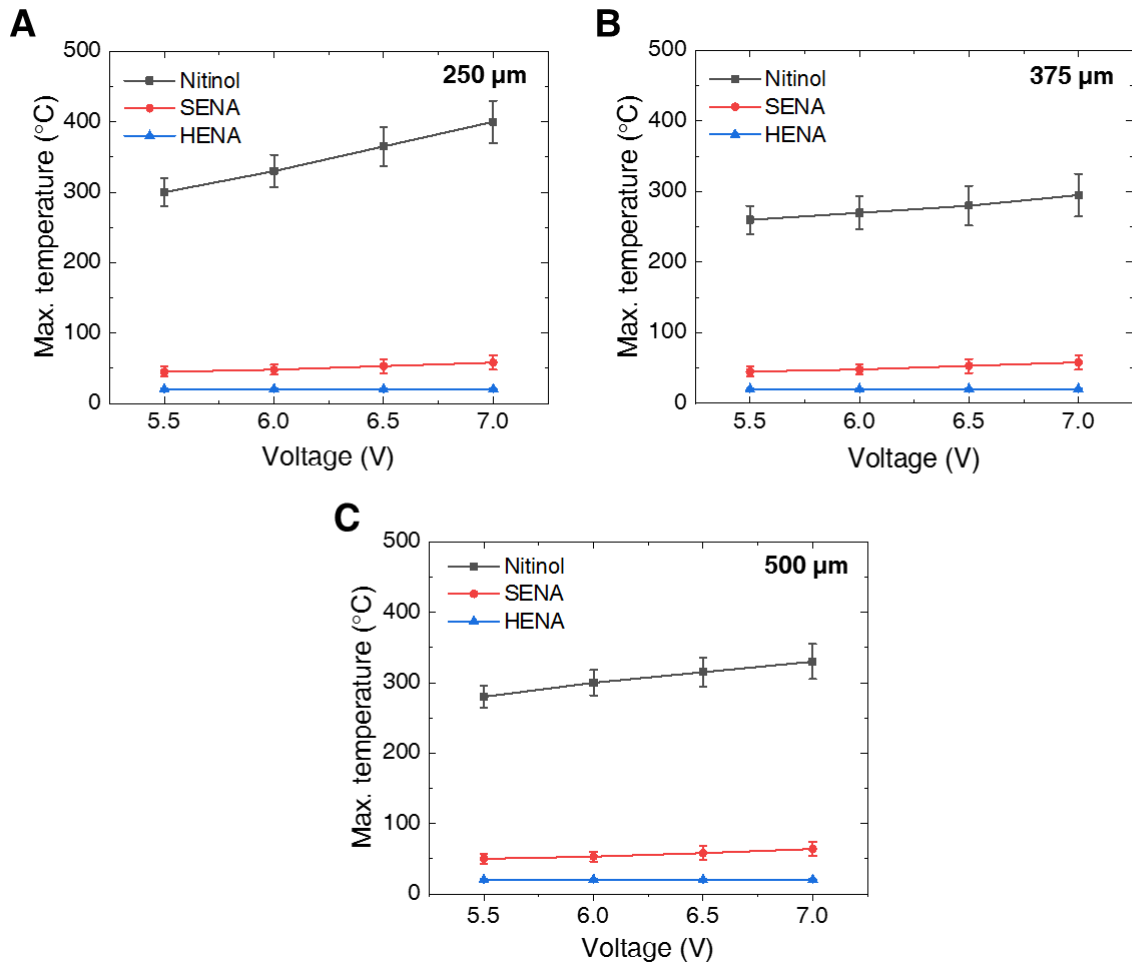 A
Max. temperature (°C)
500
400
300
200
100
0
Nitinol
SENA
HENA
250 µm
5.5 6.0 6.5 7.0
Voltage (V)
B
Max. temperature (°C)
500
400
300
200
100
0
Nitinol
SENA
HENA
375 µm
5.5 6.0 6.5 7.0
Voltage (V)
C
Max. temperature (°C)
500
400
300
200
100
0
Nitinol
SENA
HENA
500 µm
5.5 6.0 6.5 7.0
Voltage (V)